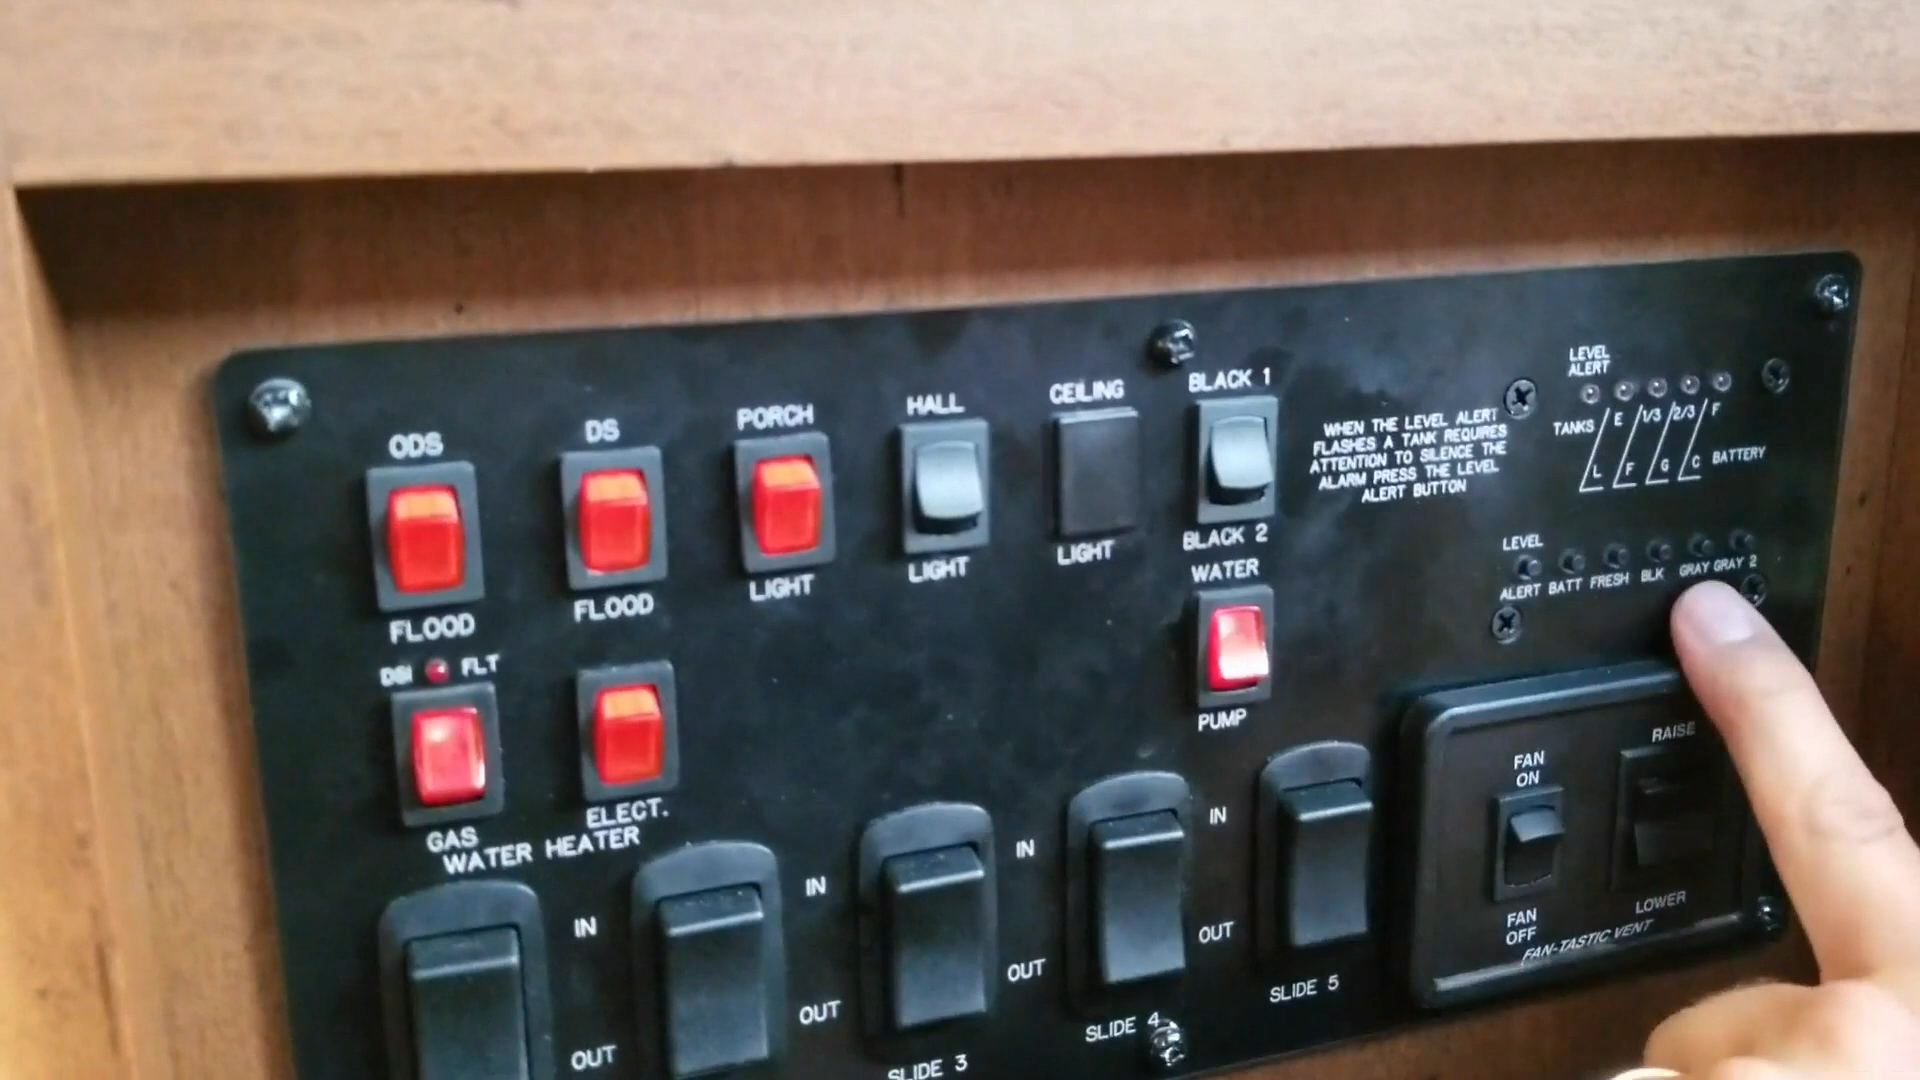 ODS
FLOOD
DS
FLOOD
PORCH
LIGHT
HALL
LIGHT
CEILING
LIGHT
BLACK 1
BLACK 2
WHEN THE LEVEL ALERT
FLASHES A TANK REQUIRES
ATTENTION TO SILENCE THE
ALARM PRESS THE LEVEL
ALERT BUTTON
LEVEL
ALERT
TANKS E 1/3 2/3 F
L F G C BATTERY
LEVEL
ALERT BATT FRESH BLK GRAY GRAY 2
DSI FLT
GAS
ELECT.
WATER HEATER
WATER
PUMP
IN
OUT
IN
OUT
SLIDE 3
IN
OUT
SLIDE 4
IN
OUT
SLIDE 5
FAN
ON
FAN
OFF
RAISE
LOWER
FAN-TASTIC VENT